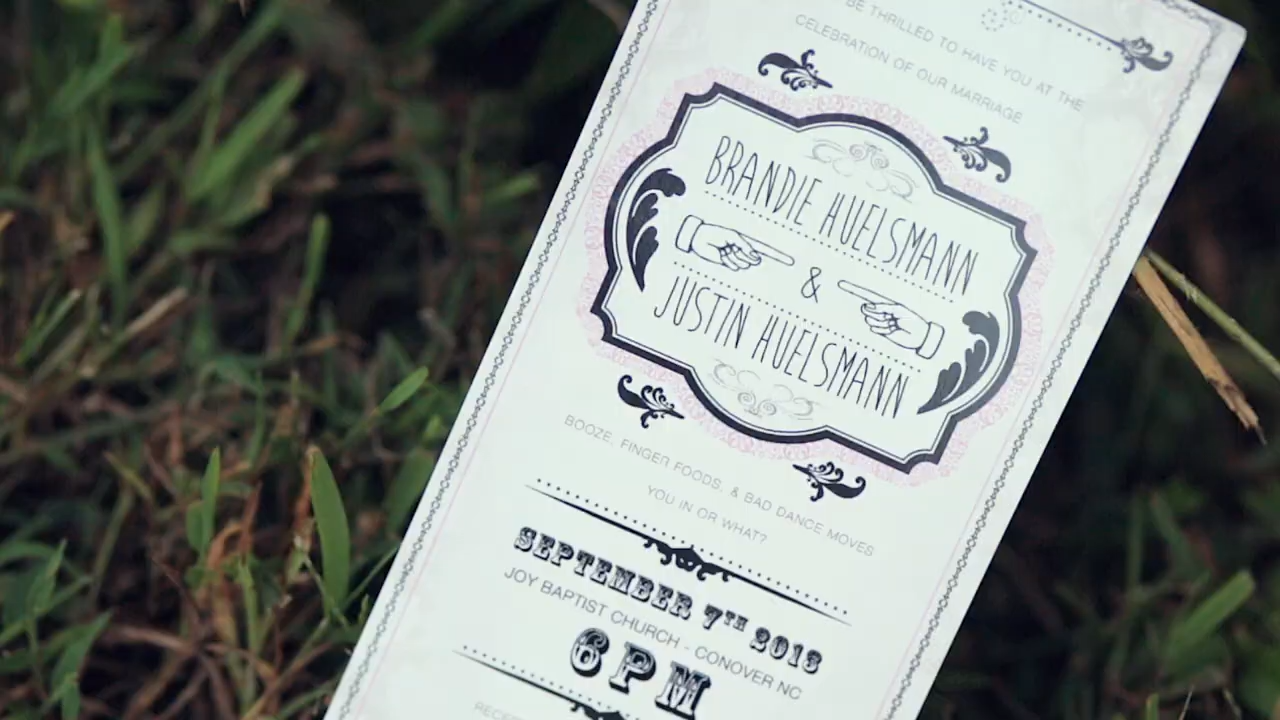 BE THRILLED TO HAVE YOU AT THE
CELEBRATION OF OUR MARRIAGE
BRANDIE HUELSMANN
&
JUSTIN HUELSMANN
BOOZE, FINGER FOODS, & BAD DANCE MOVES
YOU IN OR WHAT?
SEPTEMBER 7TH 2013
JOY BAPTIST CHURCH - CONOVER NC
6PM